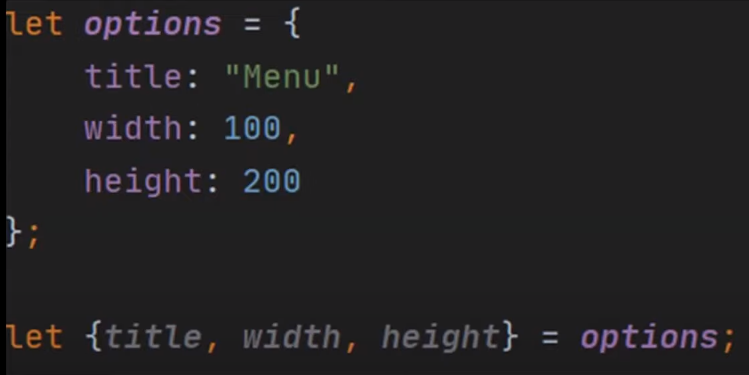 let options = {
    title: "Menu",
    width: 100,
    height: 200
};
let {title, width, height} = options;